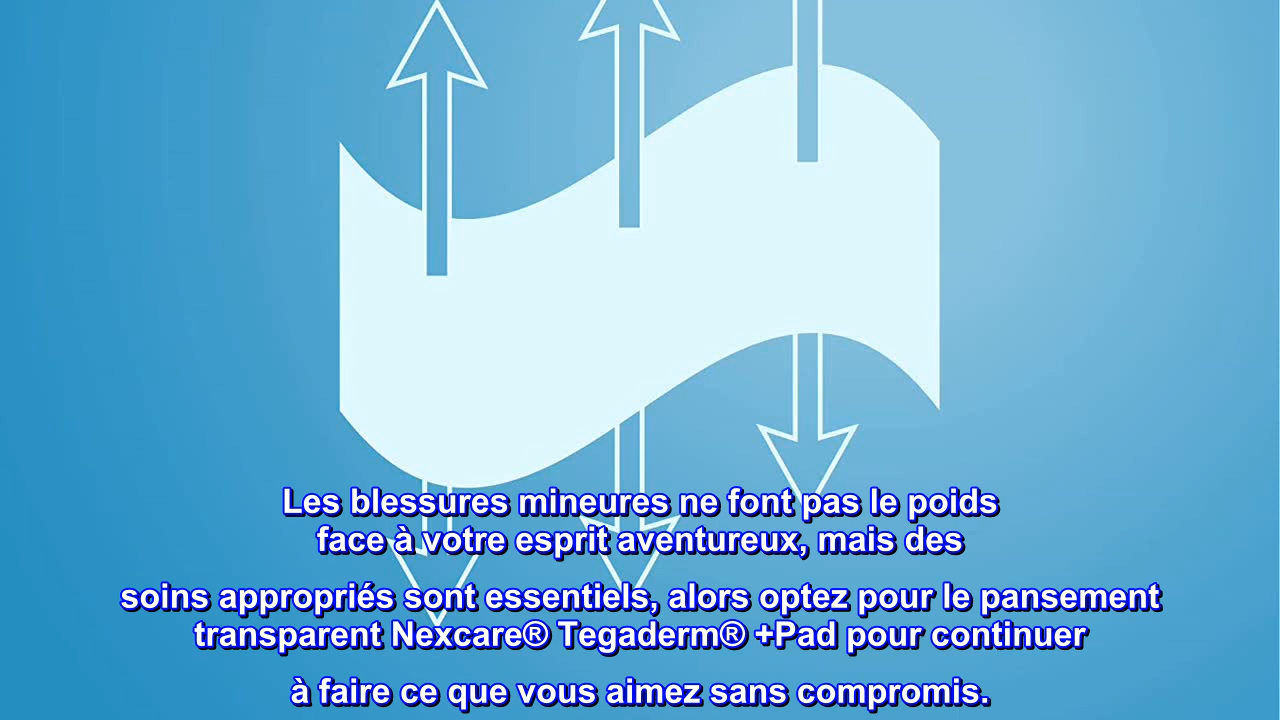 Les blessures mineures ne font pas le poids
face à votre esprit aventureux, mais des
soins appropriés sont essentiels, alors optez pour le pansement
transparent Nexcare® Tegaderm® +Pad pour continuer
à faire ce que vous aimez sans compromis.